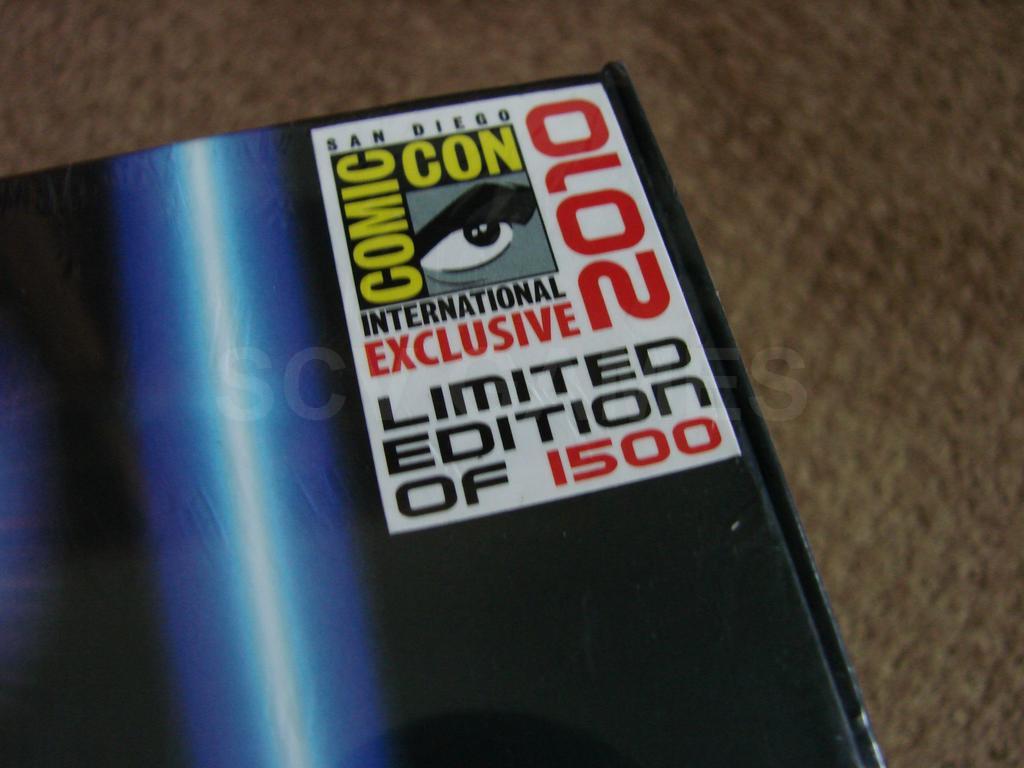 SAN DIEGO
COMIC
CON
INTERNATIONAL
EXCLUSIVE
2010
LIMITED
EDITION
OF 1500